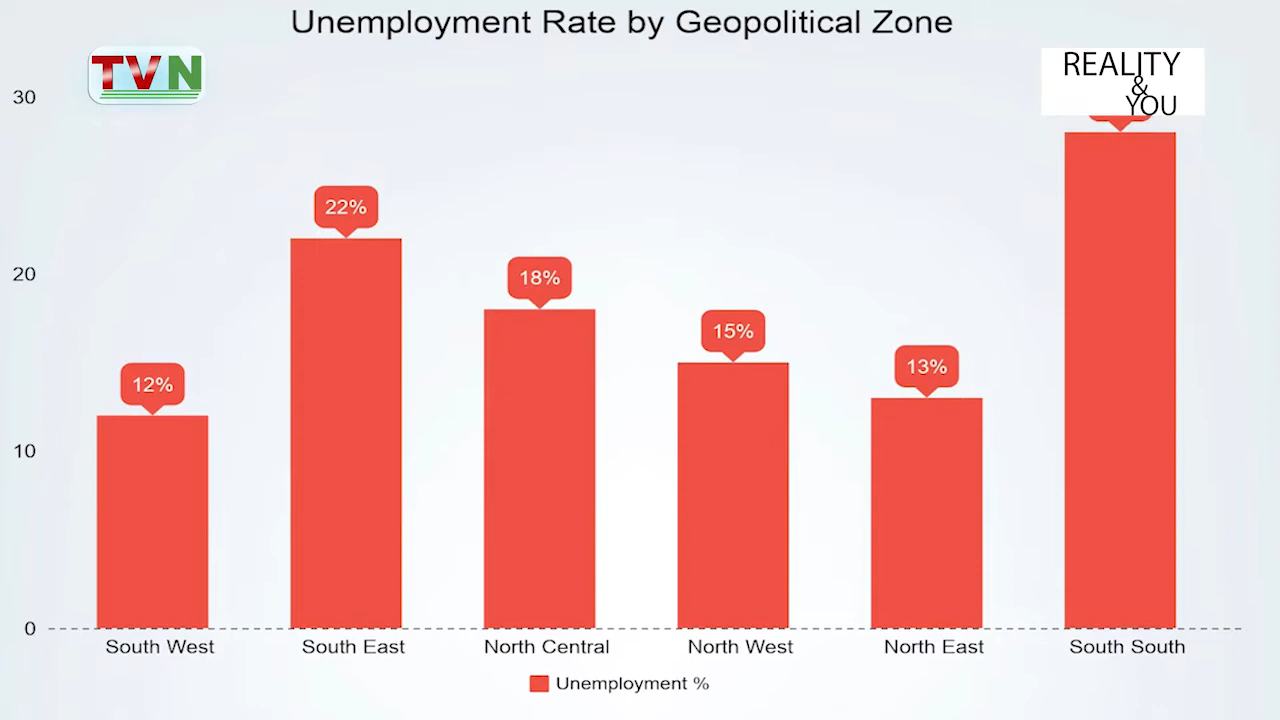 Unemployment Rate by Geopolitical Zone
TVN
REALITY
&
YOU
30
20
10
0
12%
22%
18%
15%
13%
South West
South East
North Central
North West
North East
South South
Unemployment %